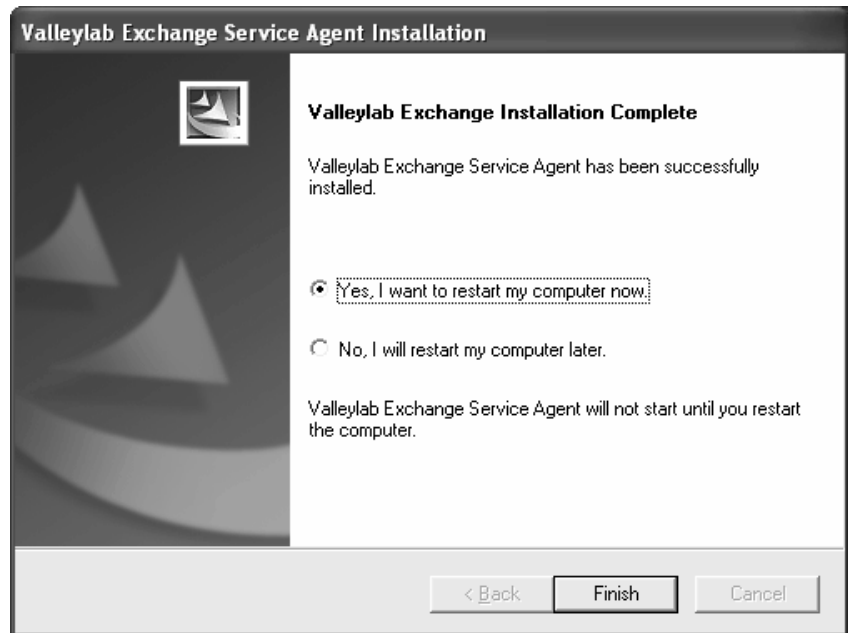 Valleylab Exchange Service Agent Installation
Valleylab Exchange Installation Complete
Valleylab Exchange Service Agent has been successfully
installed.
Yes, I want to restart my computer now.
No, I will restart my computer later.
Valleylab Exchange Service Agent will not start until you restart
the computer.
< Back Finish Cancel